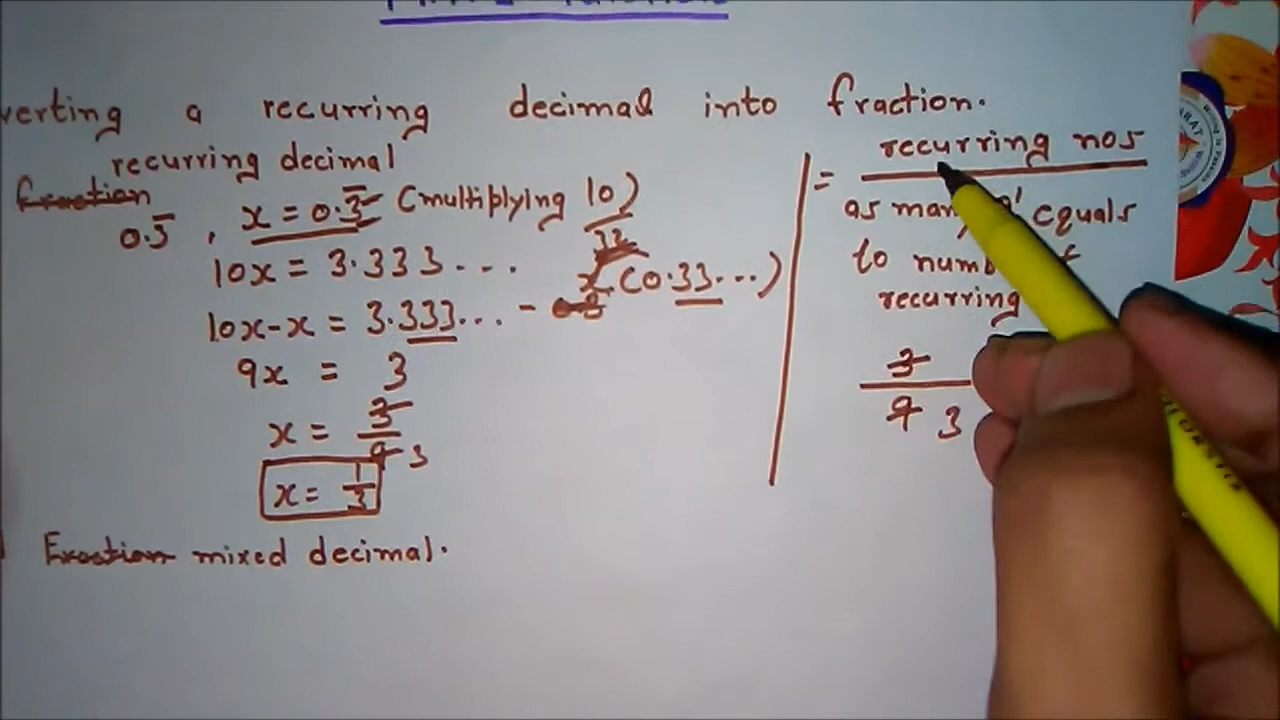 verting a recurring decimal into fraction.
recurring decimal
fraction
0.5̅ , x = 0.3̅ (multiplying 10)
10x = 3.333...
10x-x = 3.333... - x(0.33...)
9x = 3
x = 3/9 3
x = 1/3
Fraction mixed decimal.
= recurring nos
as many equals
to number of
recurring
3/9 3